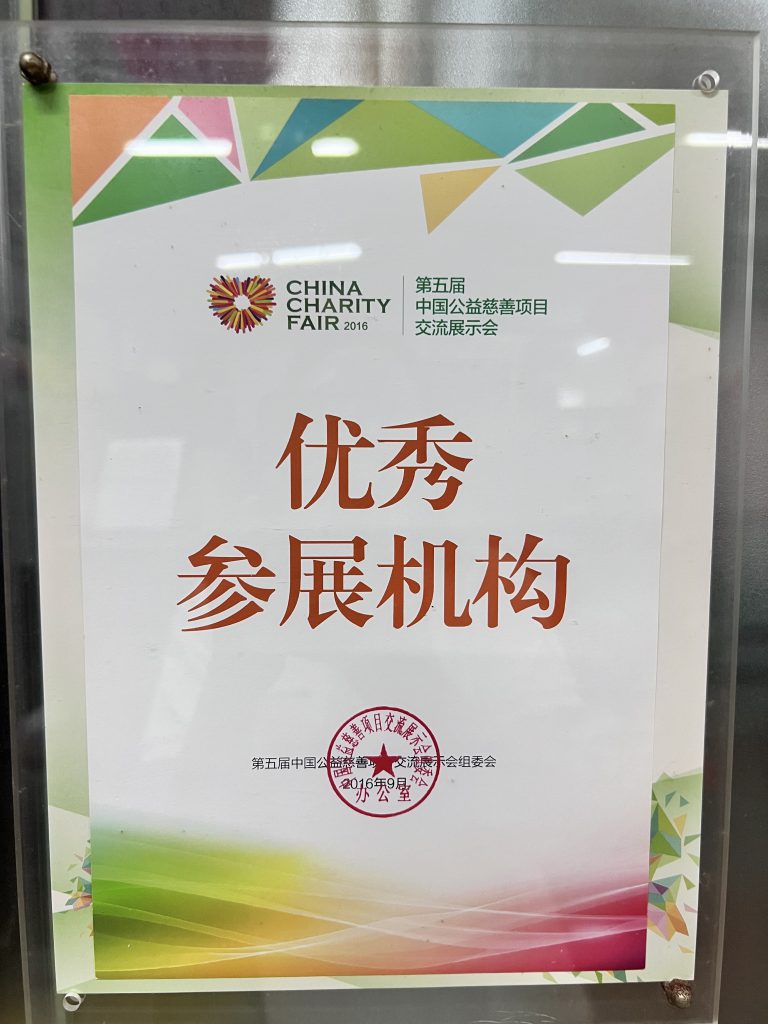 CHINA
CHARITY
FAIR 2016
第五届
中国公益慈善项目
交流展示会
优秀
参展机构
第五届中国公益慈善项目交流展示会组委会
2016年9月
办公室